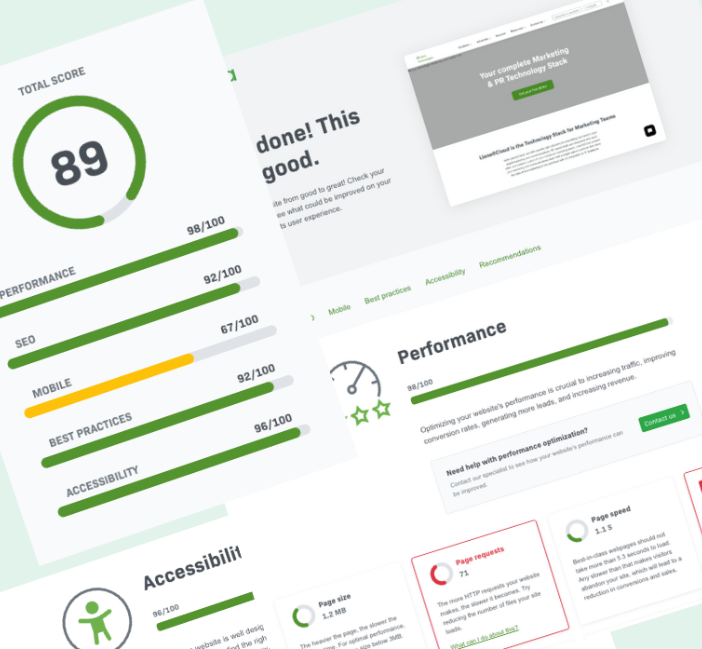 TOTAL SCORE
89
98/100
PERFORMANCE
92/100
SEO
67/100
MOBILE
92/100
BEST PRACTICES
96/100
ACCESSIBILITY
done! This
good.
ite from good to great! Check your
ee what could be improved on your
ts user experience.
Your complete Marketing
& PR Technology Stack
is the Technology Stack for Marketing Teams
Mobile
Best practices
Accessibility
Recommendations
Performance
98/100
Optimizing your website's performance is crucial to increasing traffic, improving
conversion rates, generating more leads, and increasing revenue.
Need help with performance optimization?
Contact our specialist to see how your website's performance can
be improved.
Contact us
Accessibilit
96/100
website is well desig
find the righ
Page size
1.2 MB
The heavier the page, the slower the
For optimal performance,
size below 3MB.
Page requests
71
The more HTTP requests your website
makes, the slower it becomes. Try
reducing the number of files your site
loads.
What can I do about this?
Page speed
1.1 S
Best-in-class webpages should not
take more than 5.3 seconds to load.
Any slower than that makes visitors
abandon your site, which will lead to a
reduction in conversions and sales.